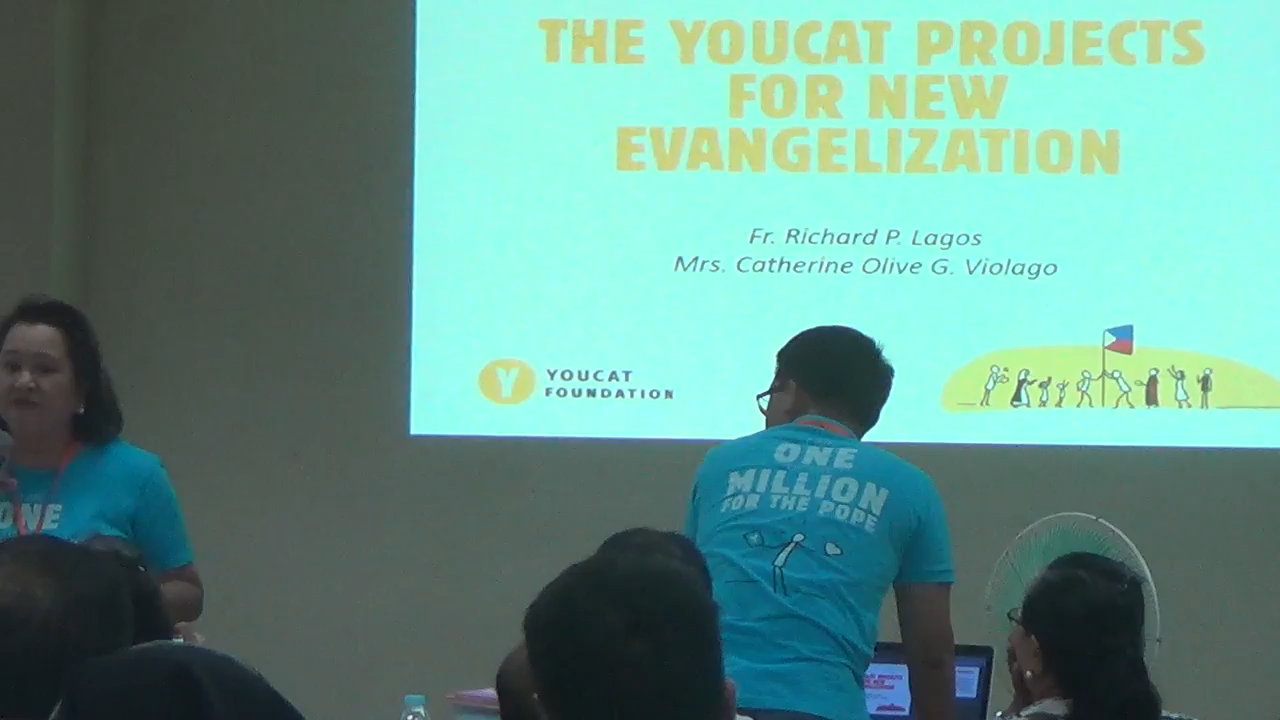 THE YOUCAT PROJECTS
FOR NEW
EVANGELIZATION
Fr. Richard P. Lagos
Mrs. Catherine Olive G. Violago
Y YOUCAT
FOUNDATION
ONE
MILLION
FOR THE POPE
ONE